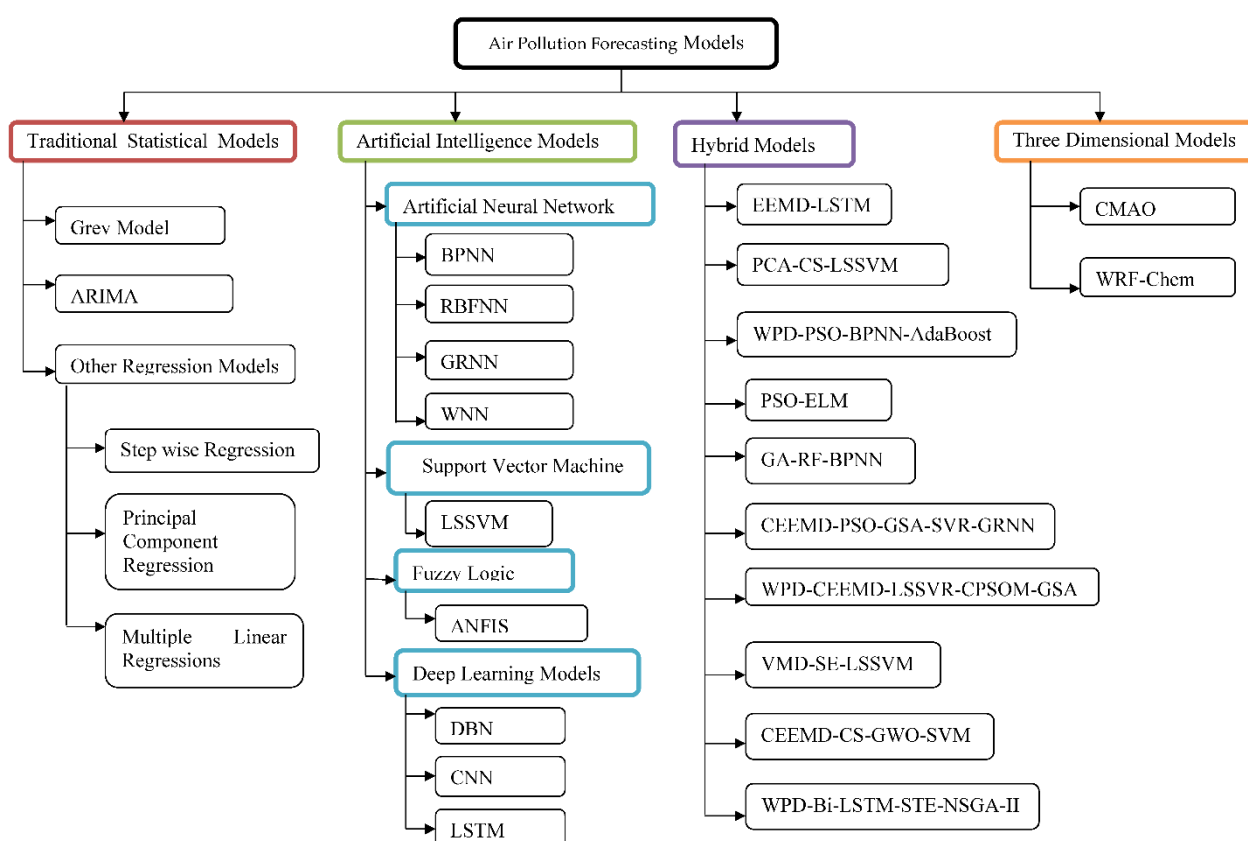 Air Pollution Forecasting Models
Traditional Statistical Models
Grev Model
ARIMA
Other Regression Models
Step wise Regression
Principal
Component
Regression
Multiple Linear
Regressions
Artificial Intelligence Models
Artificial Neural Network
BPNN
RBFNN
GRNN
WNN
Support Vector Machine
LSSVM
Fuzzy Logic
ANFIS
Deep Learning Models
DBN
CNN
LSTM
Hybrid Models
EEMD-LSTM
PCA-CS-LSSVM
WPD-PSO-BPNN-AdaBoost
PSO-ELM
GA-RF-BPNN
CEEMD-PSO-GSA-SVR-GRNN
WPD-CEEMD-LSSVR-CPSOM-GSA
VMD-SE-LSSVM
CEEMD-CS-GWO-SVM
WPD-Bi-LSTM-STE-NSGA-II
Three Dimensional Models
CMAO
WRF-Chem